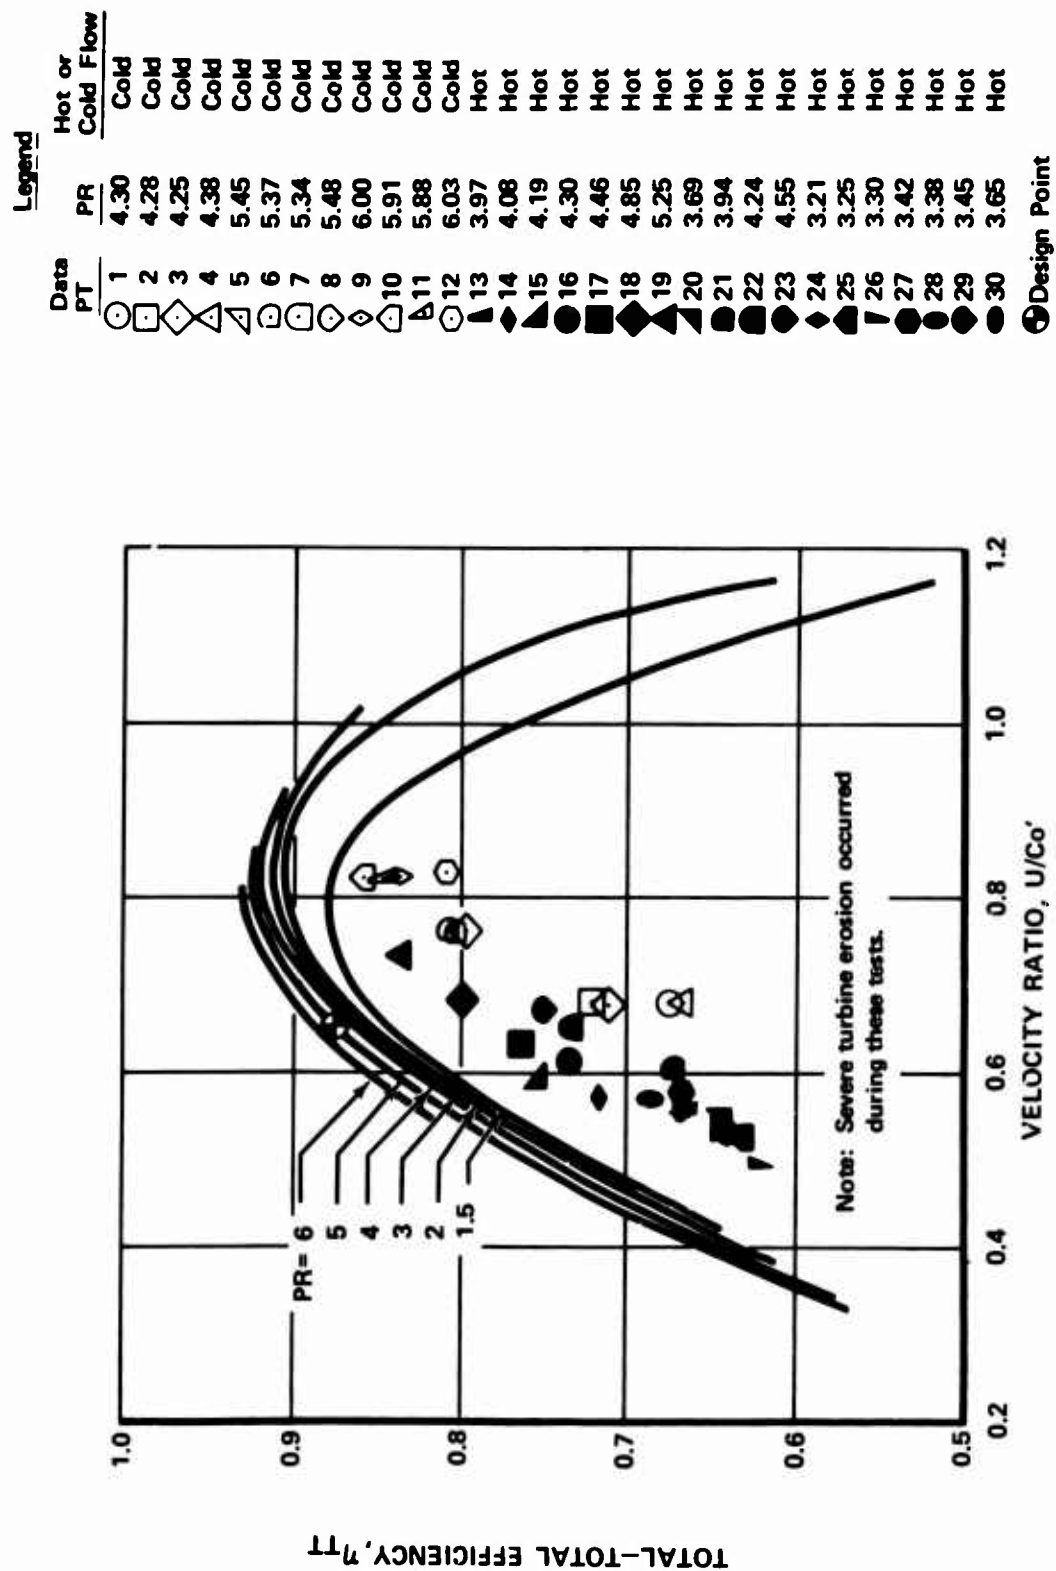 Legend
Data PT PR Hot or Cold Flow
1 4.30 Cold
2 4.28 Cold
3 4.25 Cold
4 4.38 Cold
5 5.45 Cold
6 5.37 Cold
7 5.34 Cold
8 5.48 Cold
9 6.00 Cold
10 5.91 Cold
11 5.88 Cold
12 6.03 Cold
13 3.97 Hot
14 4.08 Hot
15 4.19 Hot
16 4.30 Hot
17 4.46 Hot
18 4.85 Hot
19 5.25 Hot
20 3.69 Hot
21 3.94 Hot
22 4.24 Hot
23 4.55 Hot
24 3.21 Hot
25 3.25 Hot
26 3.30 Hot
27 3.42 Hot
28 3.38 Hot
29 3.45 Hot
30 3.65 Hot
Design Point
TOTAL–TOTAL EFFICIENCY, ηTT
1.0
0.9
0.8
0.7
0.6
0.5
PR= 6
5
4
3
2
1.5
Note: Severe turbine erosion occurred
during these tests.
0.2 0.4 0.6 0.8 1.0 1.2
VELOCITY RATIO, U/Co'